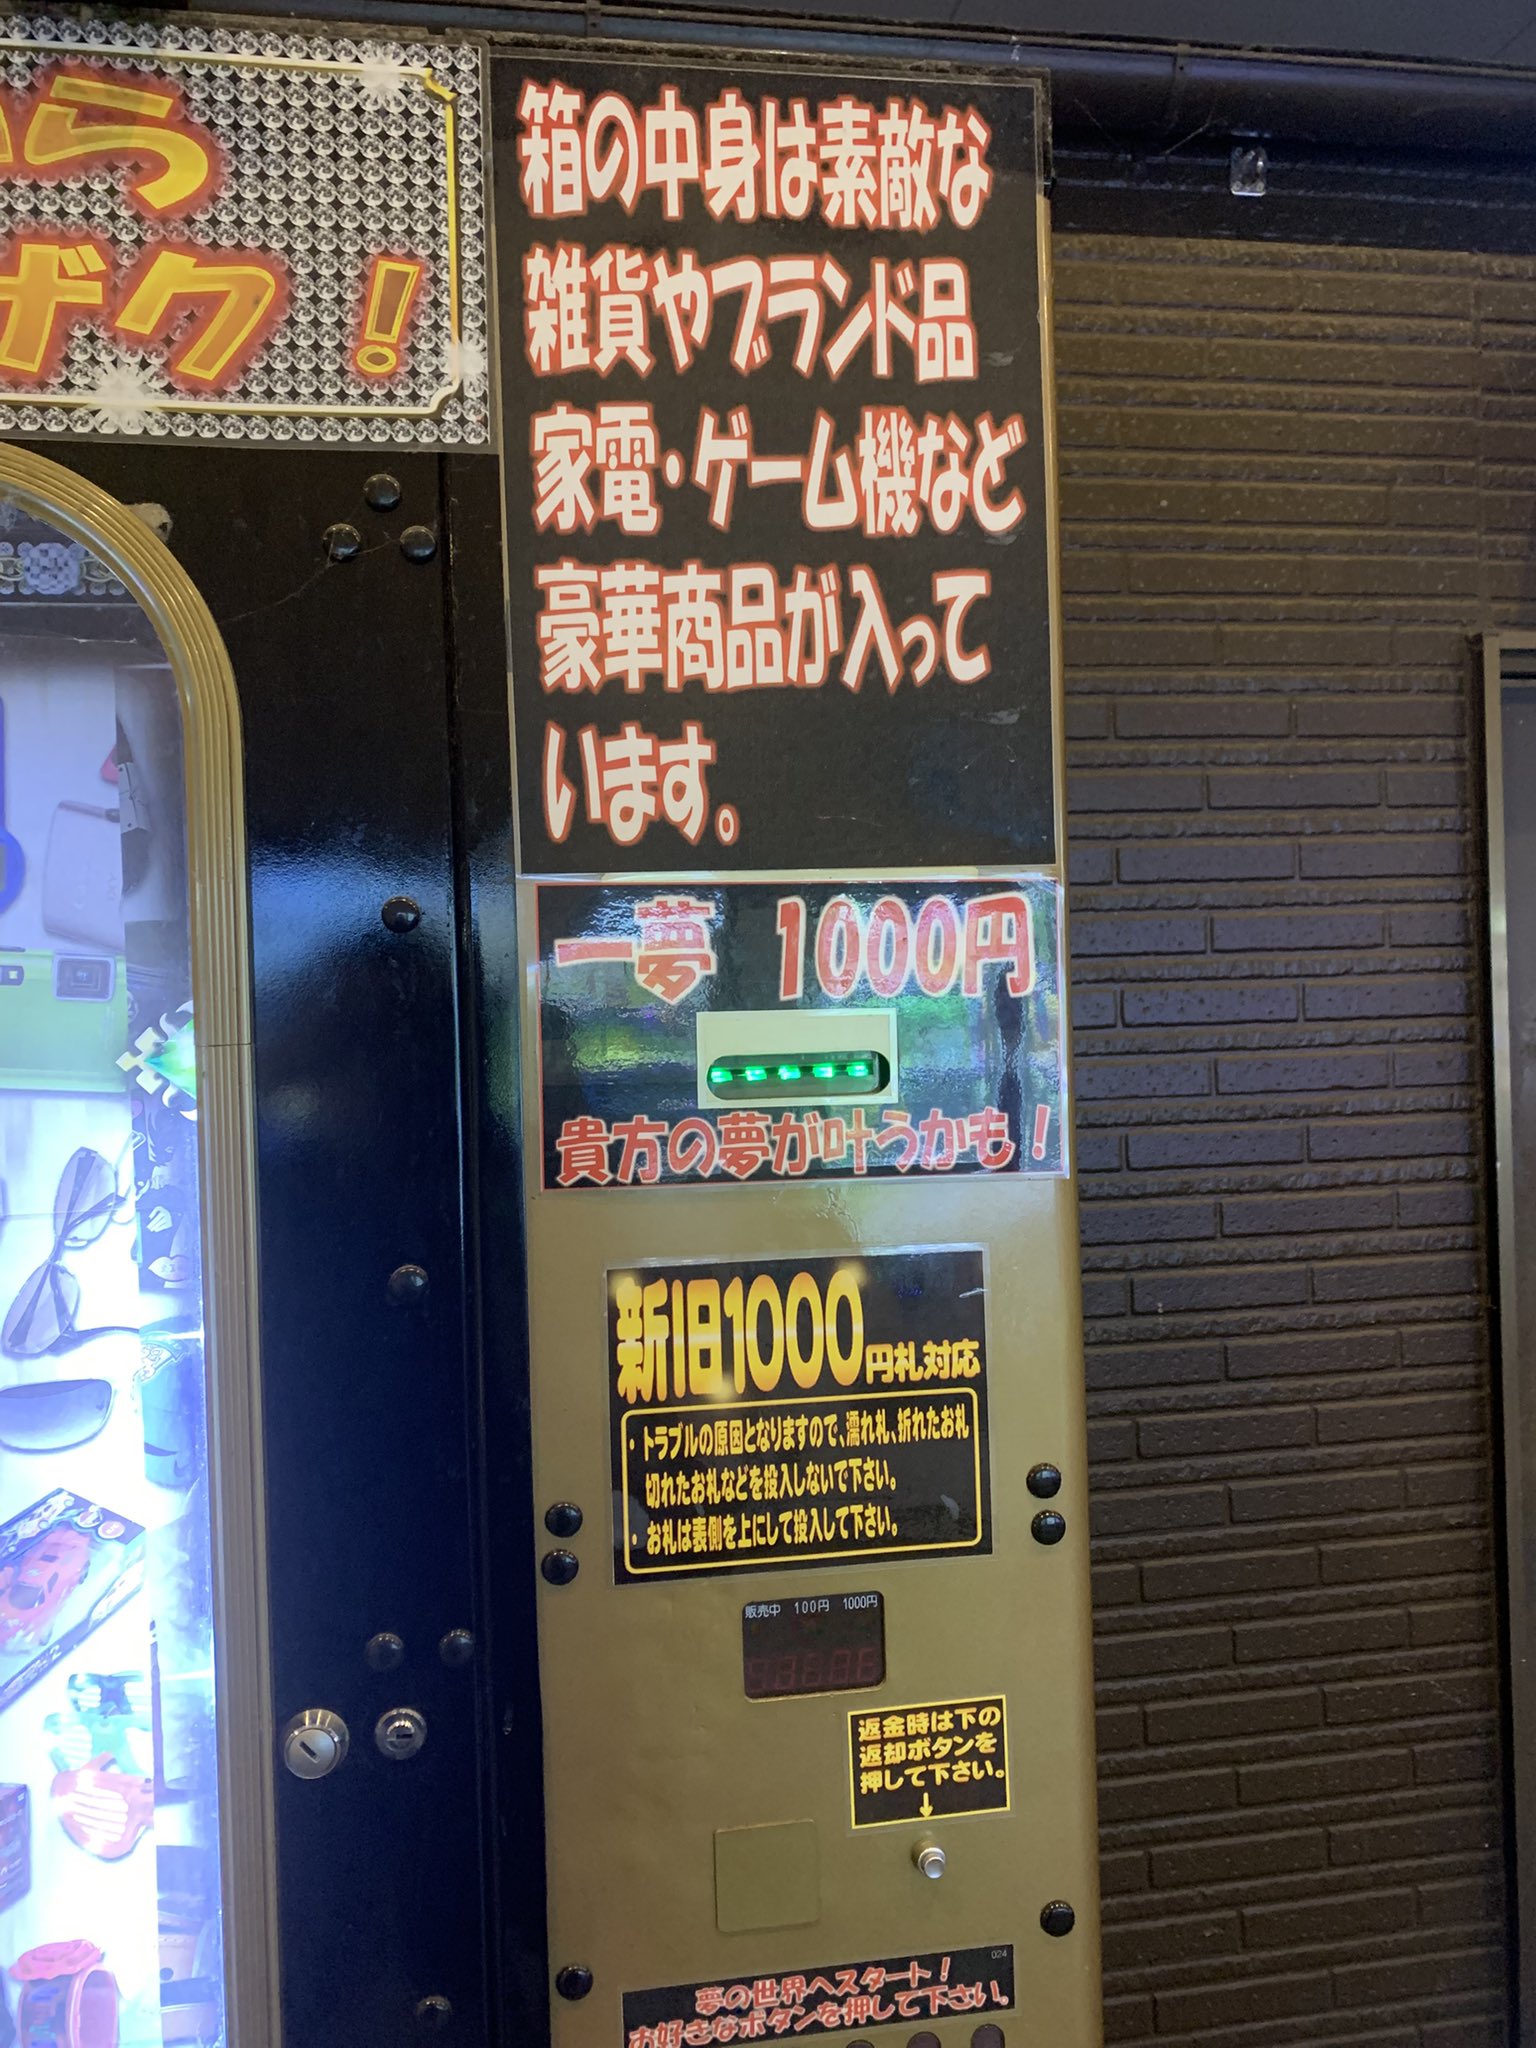 ら
ザク！
箱の中身は素敵な
雑貨やブランド品
家電・ゲーム機など
豪華商品が入って
います。
一夢 1000円
貴方の夢が叶うかも！
新旧1000円札対応
・トラブルの原因となりますので、濡れ札、折れたお札
切れたお札などを投入しないで下さい。
・お札は表側を上にして投入して下さい。
販売中 100円 1000円
返金時は下の
返却ボタンを
押して下さい。
↓
024
夢の世界へスタート！
お好きなボタンを押して下さい。